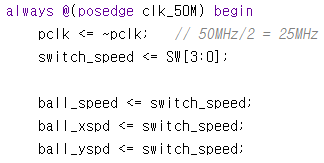 always @(posedge clk_50M) begin
pclk <= ~pclk; // 50MHz/2 = 25MHz
switch_speed <= SW[3:0];
ball_speed <= switch_speed;
ball_xspd <= switch_speed;
ball_yspd <= switch_speed;